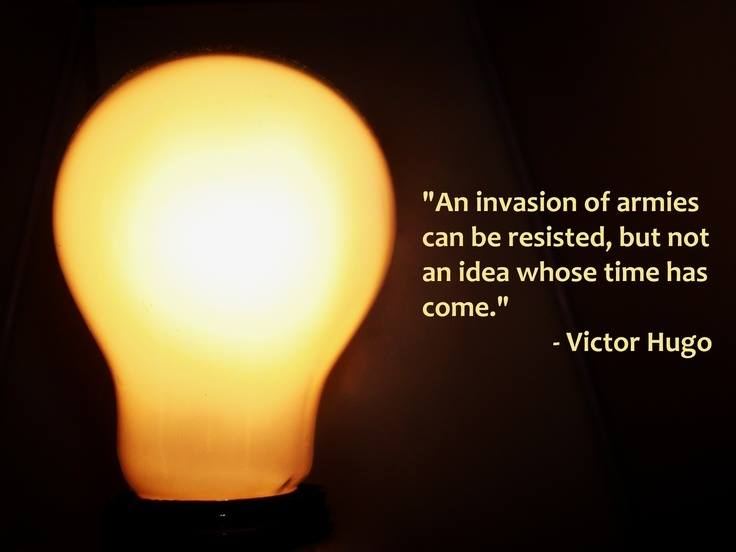 "An invasion of armies
can be resisted, but not
an idea whose time has
come."
- Victor Hugo